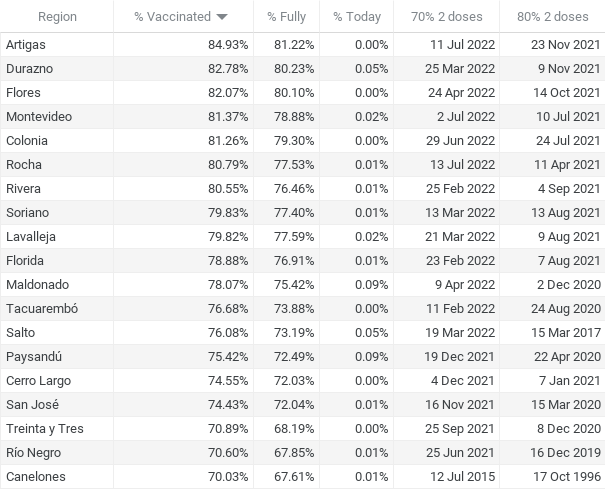 Region % Vaccinated % Fully % Today 70% 2 doses 80% 2 doses
Artigas 84.93% 81.22% 0.00% 11 Jul 2022 23 Nov 2021
Durazno 82.78% 80.23% 0.05% 25 Mar 2022 9 Nov 2021
Flores 82.07% 80.10% 0.00% 24 Apr 2022 14 Oct 2021
Montevideo 81.37% 78.88% 0.02% 2 Jul 2022 10 Jul 2021
Colonia 81.26% 79.30% 0.00% 29 Jun 2022 24 Jul 2021
Rocha 80.79% 77.53% 0.01% 13 Jul 2022 11 Apr 2021
Rivera 80.55% 76.46% 0.01% 25 Feb 2022 4 Sep 2021
Soriano 79.83% 77.40% 0.01% 13 Mar 2022 13 Aug 2021
Lavalleja 79.82% 77.59% 0.02% 21 Mar 2022 9 Aug 2021
Florida 78.88% 76.91% 0.01% 23 Feb 2022 7 Aug 2021
Maldonado 78.07% 75.42% 0.09% 9 Apr 2022 2 Dec 2020
Tacuarembó 76.68% 73.88% 0.00% 11 Feb 2022 24 Aug 2020
Salto 76.08% 73.19% 0.05% 19 Mar 2022 15 Mar 2017
Paysandú 75.42% 72.49% 0.09% 19 Dec 2021 22 Apr 2020
Cerro Largo 74.55% 72.03% 0.00% 4 Dec 2021 7 Jan 2021
San José 74.43% 72.04% 0.01% 16 Nov 2021 15 Mar 2020
Treinta y Tres 70.89% 68.19% 0.00% 25 Sep 2021 8 Dec 2020
Río Negro 70.60% 67.85% 0.01% 25 Jun 2021 16 Dec 2019
Canelones 70.03% 67.61% 0.01% 12 Jul 2015 17 Oct 1996